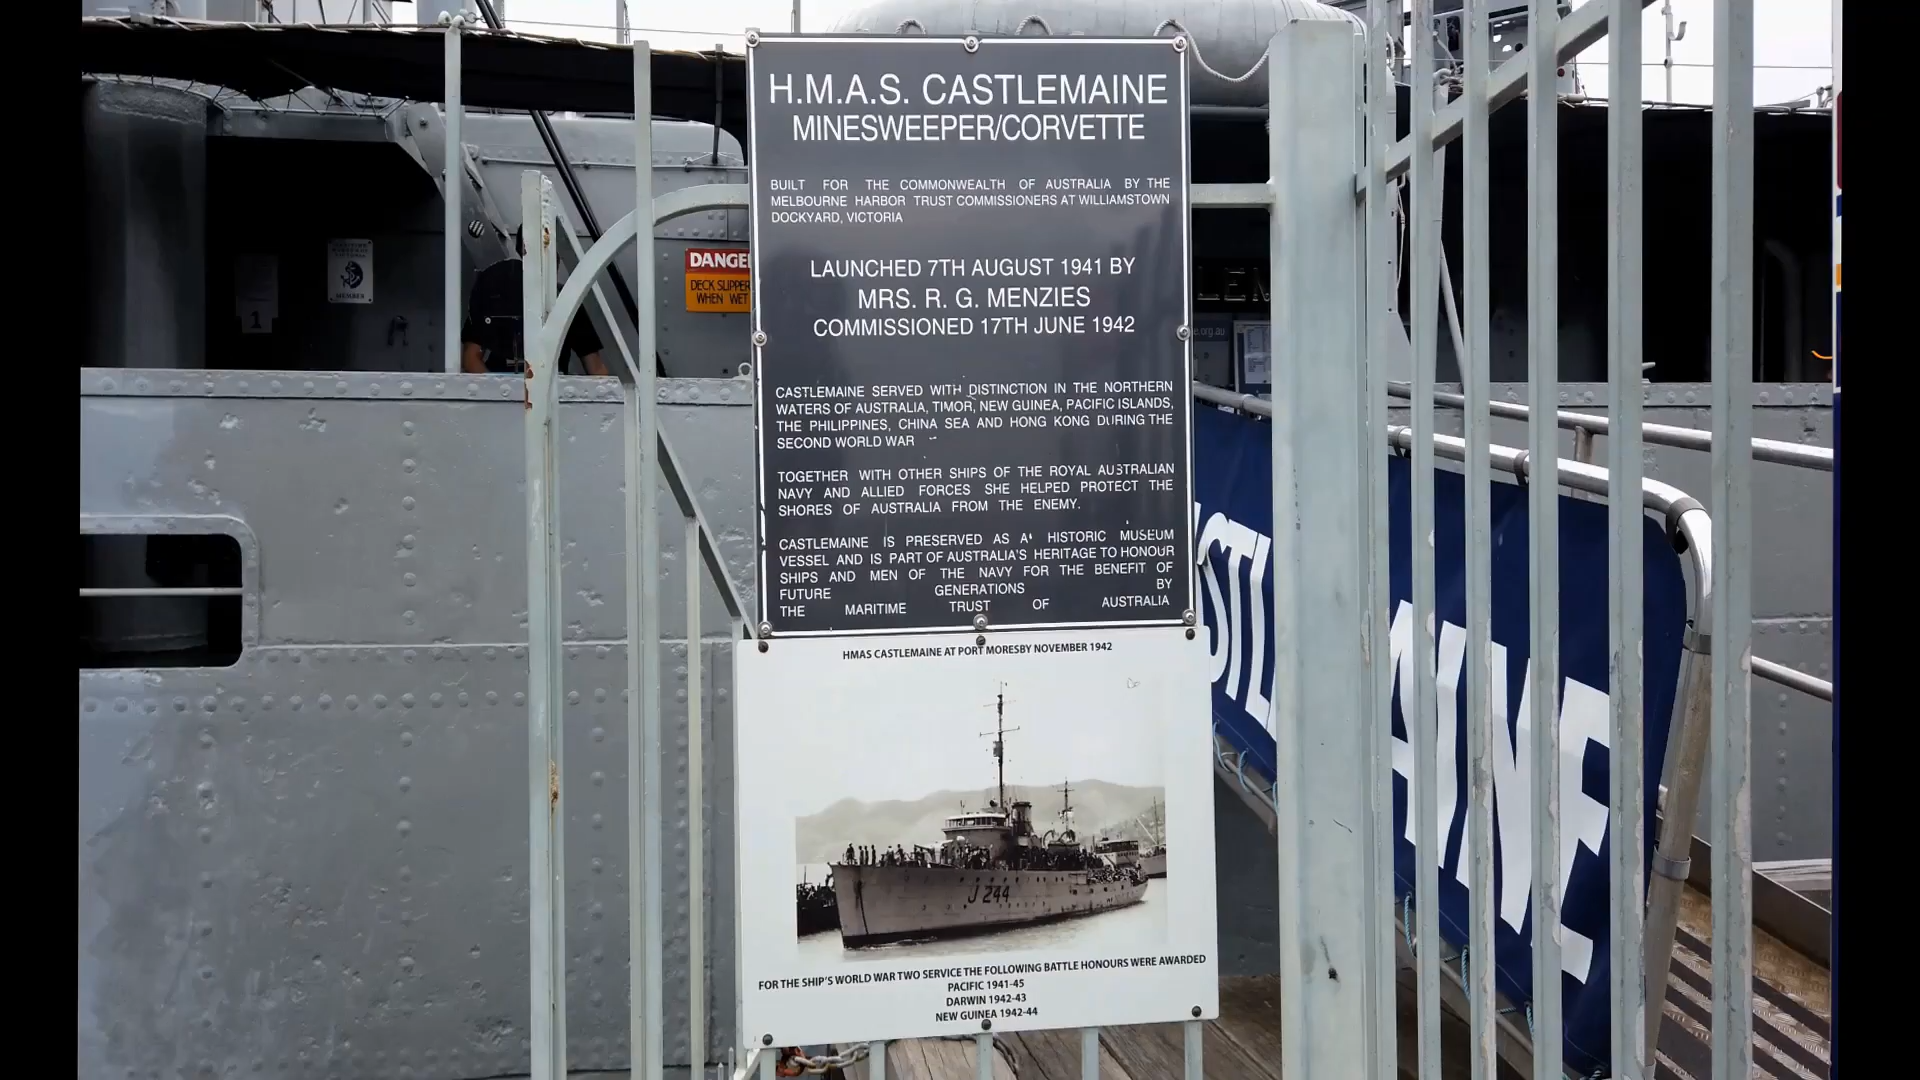 H.M.A.S. CASTLEMAINE
MINESWEEPER/CORVETTE
BUILT FOR THE COMMONWEALTH OF AUSTRALIA BY THE
MELBOURNE HARBOR TRUST COMMISSIONERS AT WILLIAMSTOWN
DOCKYARD, VICTORIA
LAUNCHED 7TH AUGUST 1941 BY
MRS. R. G. MENZIES
COMMISSIONED 17TH JUNE 1942
CASTLEMAINE SERVED WITH DISTINCTION IN THE NORTHERN
WATERS OF AUSTRALIA, TIMOR, NEW GUINEA, PACIFIC ISLANDS,
THE PHILIPPINES, CHINA SEA AND HONG KONG DURING THE
SECOND WORLD WAR
TOGETHER WITH OTHER SHIPS OF THE ROYAL AUSTRALIAN
NAVY AND ALLIED FORCES SHE HELPED PROTECT THE
SHORES OF AUSTRALIA FROM THE ENEMY.
CASTLEMAINE IS PRESERVED AS A HISTORIC MUSEUM
VESSEL AND IS PART OF AUSTRALIA'S HERITAGE TO HONOUR
SHIPS AND MEN OF THE NAVY FOR THE BENEFIT OF
FUTURE GENERATIONS BY
THE MARITIME TRUST OF AUSTRALIA
HMAS CASTLEMAINE AT PORT MORESBY NOVEMBER 1942
J 244
FOR THE SHIP'S WORLD WAR TWO SERVICE THE FOLLOWING BATTLE HONOURS WERE AWARDED
PACIFIC 1941-45
DARWIN 1942-43
NEW GUINEA 1942-44
DANGE
DECK SLIPPER
WHEN WET
1
MEMBER
STL
AINE